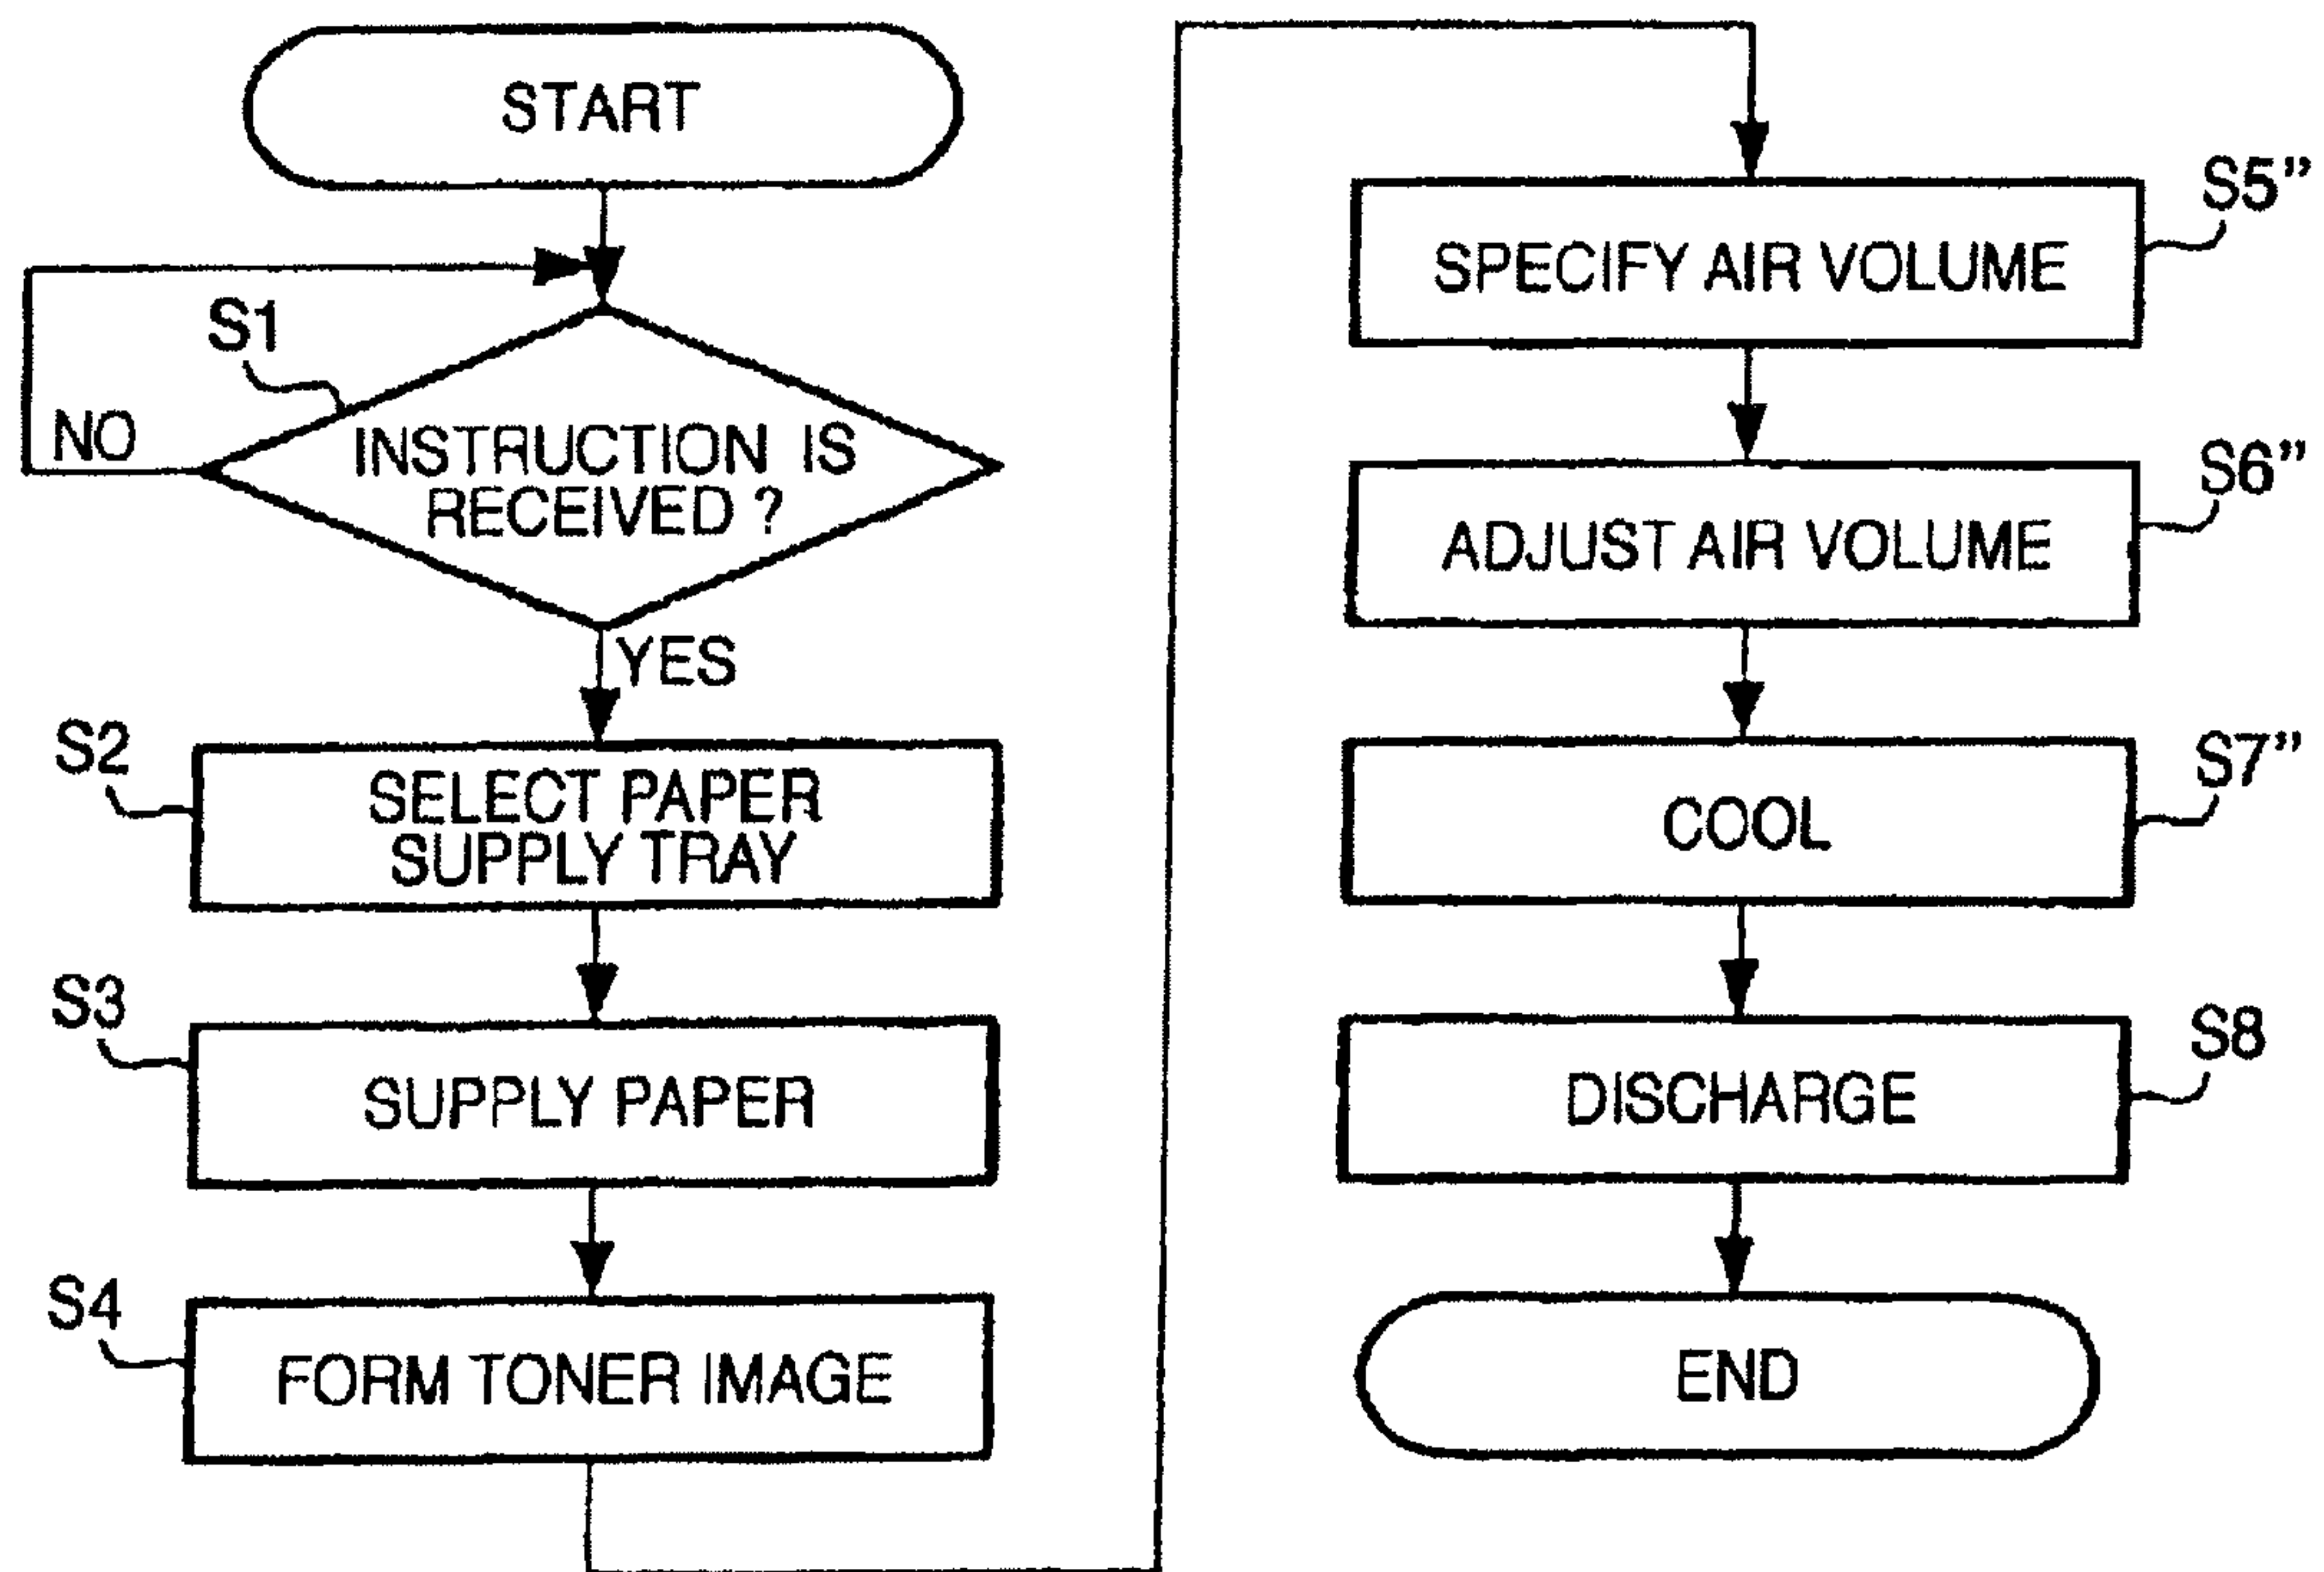 START
S1
NO
INSTRUCTION IS
RECEIVED ?
YES
S2
SELECT PAPER
SUPPLY TRAY
S3
SUPPLY PAPER
S4
FORM TONER IMAGE
S5”
SPECIFY AIR VOLUME
S6”
ADJUST AIR VOLUME
S7”
COOL
S8
DISCHARGE
END